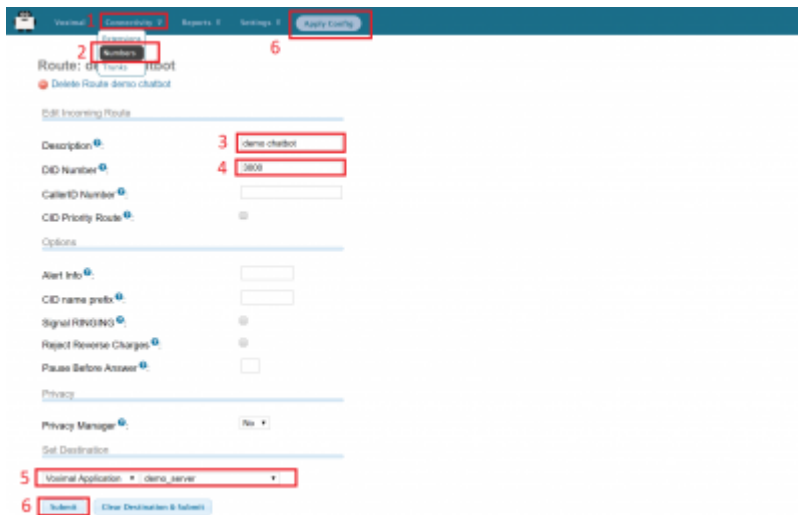 Voximal 1 Connectivity Reports Settings Apply Config
Extensions
2 Numbers 6
Trunks
Route: de tbot
Delete Route demo chatbot
Edit Incoming Route
Description: 3 demo chatbot
DID Number: 4 3000
CallerID Number:
CID Priority Route:
Options
Alert Info:
CID name prefix:
Signal RINGING:
Reject Reverse Charges:
Pause Before Answer:
Privacy
Privacy Manager: No
Set Destination
5 Voximal Application demo_server
6 Submit Clear Destination & Submit